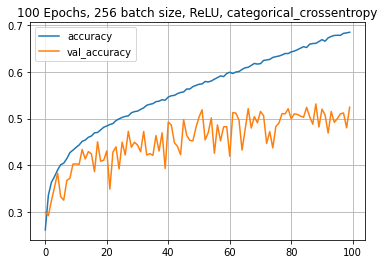 100 Epochs, 256 batch size, ReLU, categorical_crossentropy
accuracy
val_accuracy
0.7
0.6
0.5
0.4
0.3
0 20 40 60 80 100